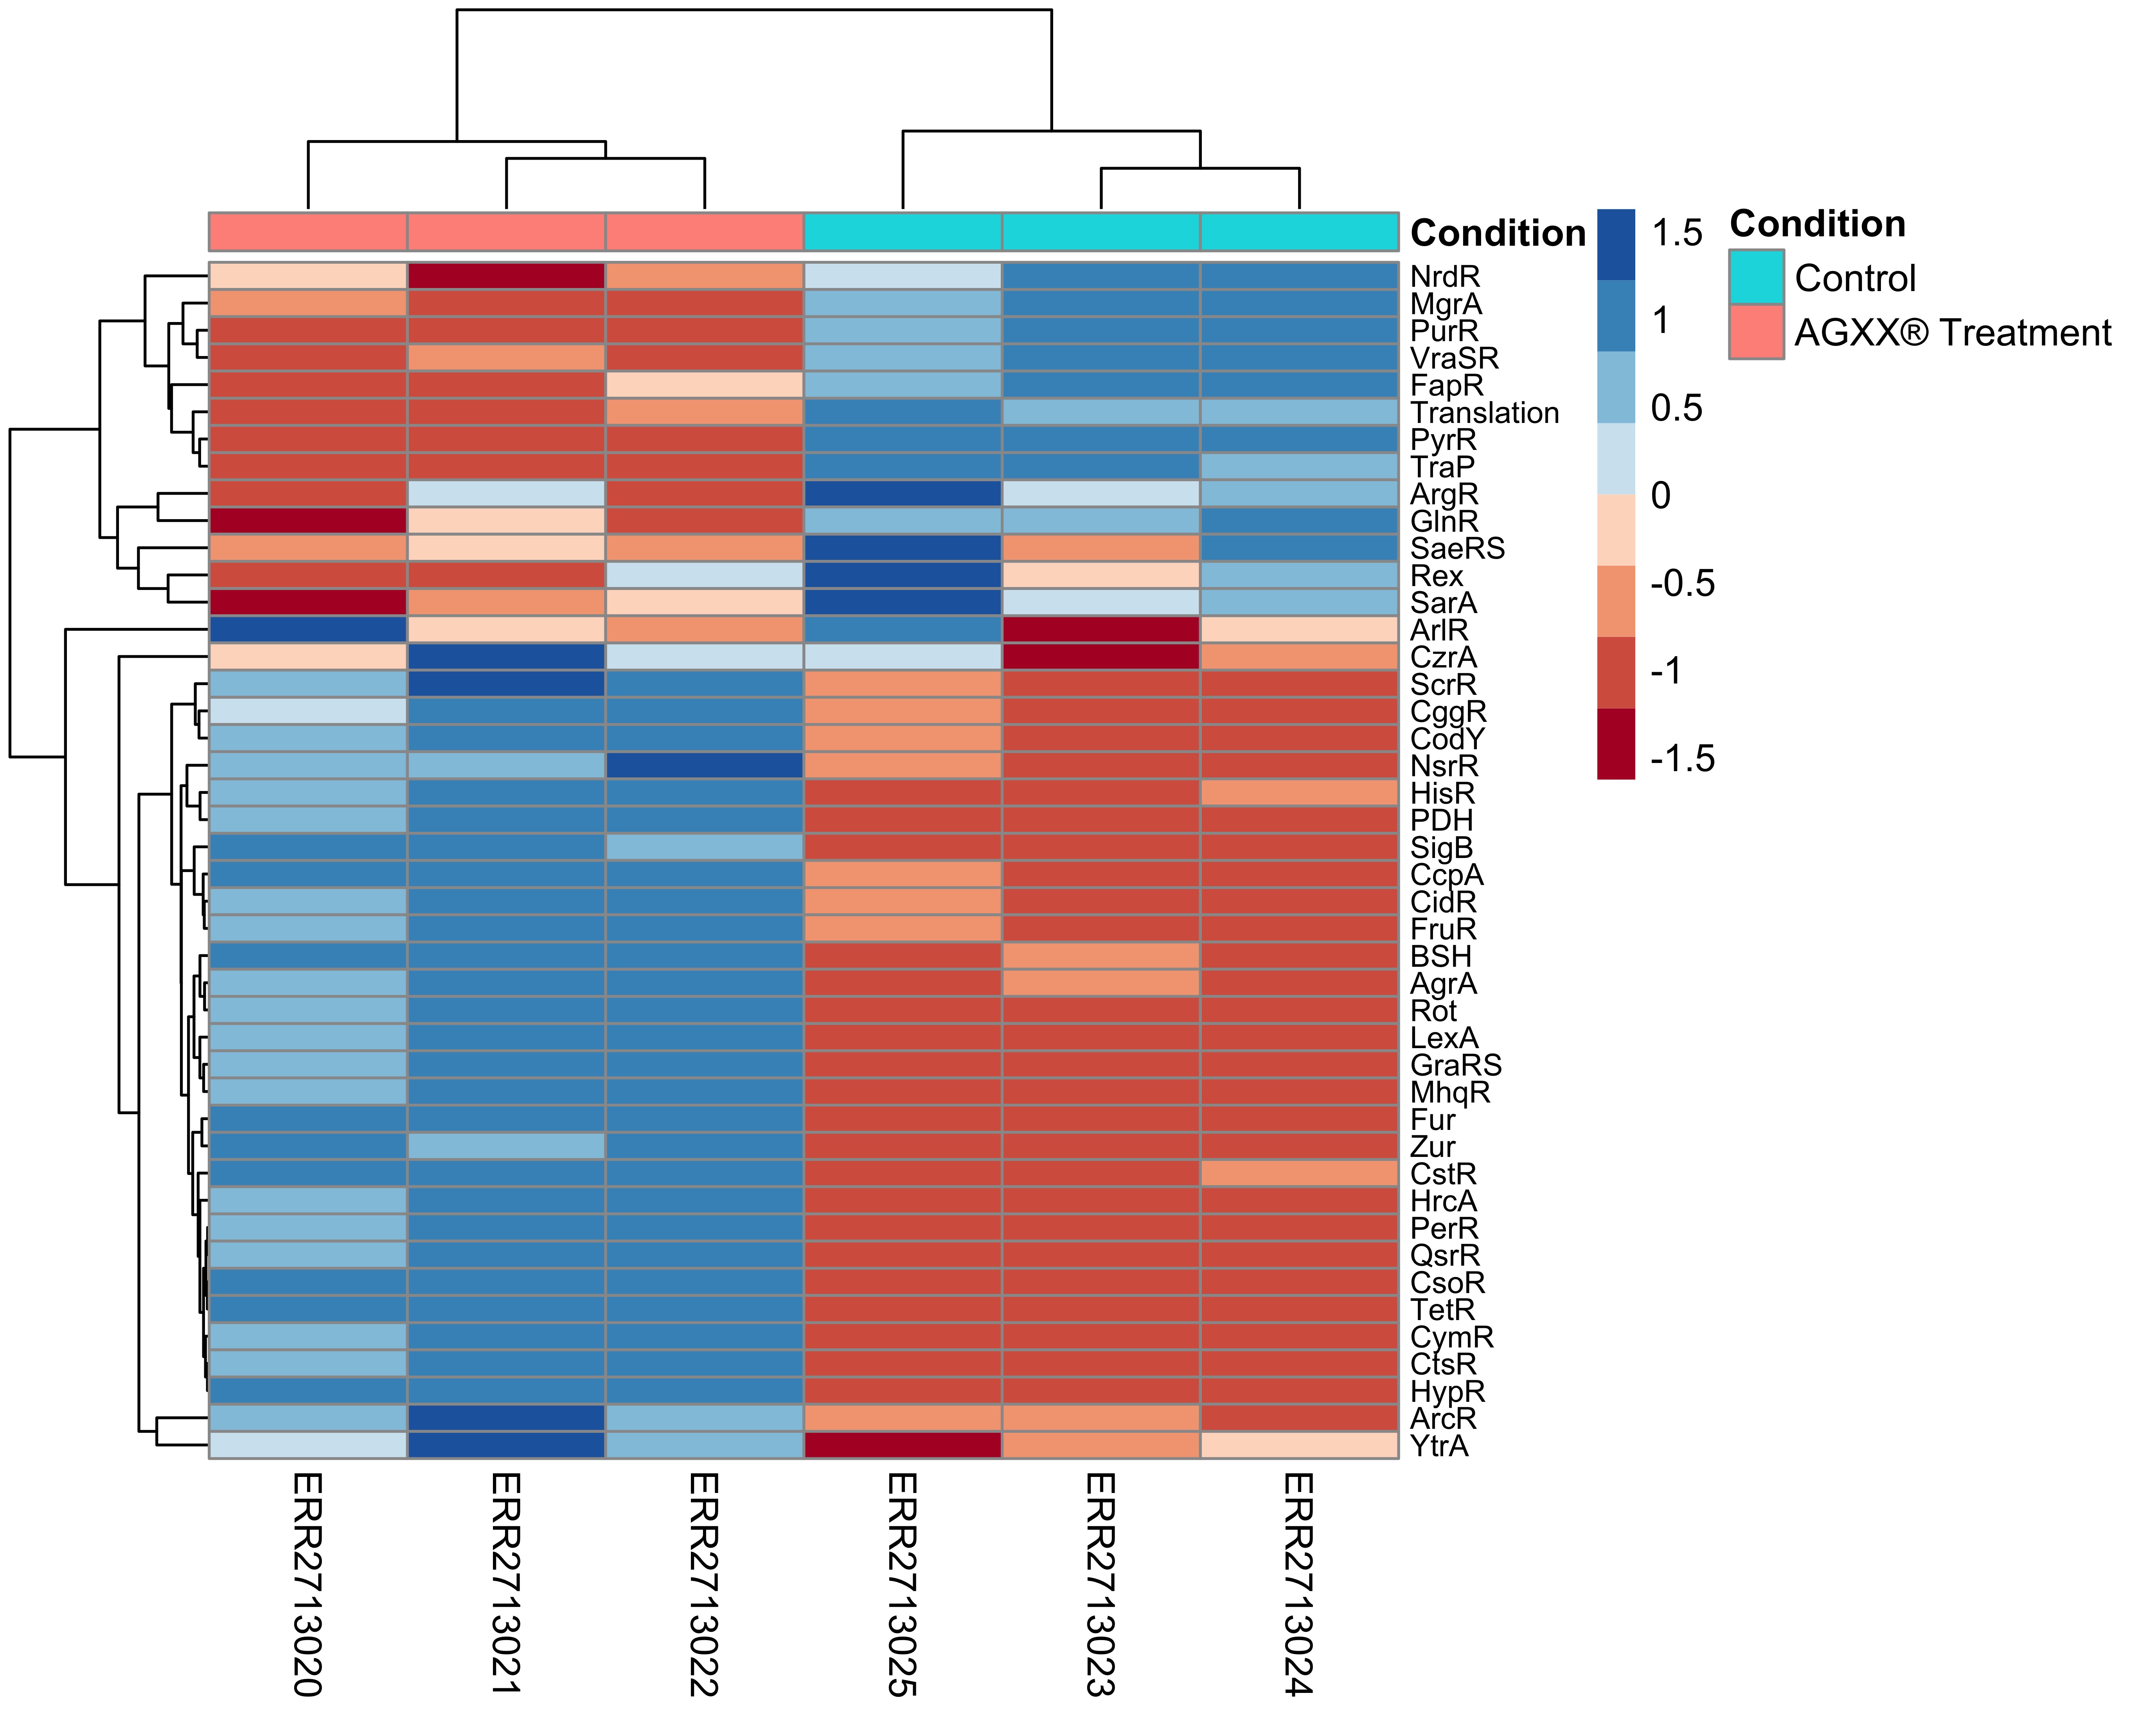 Condition
NrdR
MgrA
PurR
VraSR
FapR
Translation
PyrR
TraP
ArgR
GlnR
SaeRS
Rex
SarA
ArlR
CzrA
ScrR
CggR
CodY
NsrR
HisR
PDH
SigB
CcpA
CidR
FruR
BSH
AgrA
Rot
LexA
GraRS
MhqR
Fur
Zur
CstR
HrcA
PerR
QsrR
CsoR
TetR
CymR
CtsR
HypR
ArcR
YtrA
1.5
1
0.5
0
-0.5
-1
-1.5
Condition
Control
AGXX® Treatment
ERR2713020
ERR2713021
ERR2713022
ERR2713025
ERR2713023
ERR2713024